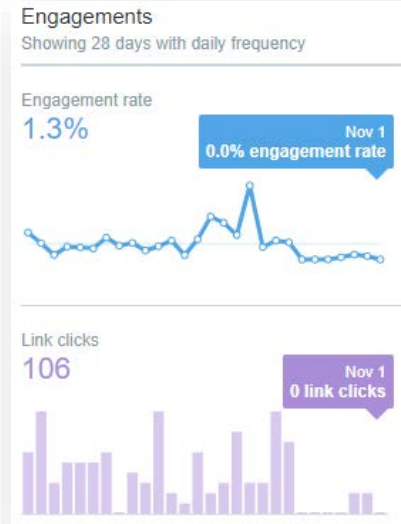 Engagements
Showing 28 days with daily frequency
Engagement rate
1.3%
Nov 1
0.0% engagement rate
Link clicks
106
Nov 1
0 link clicks